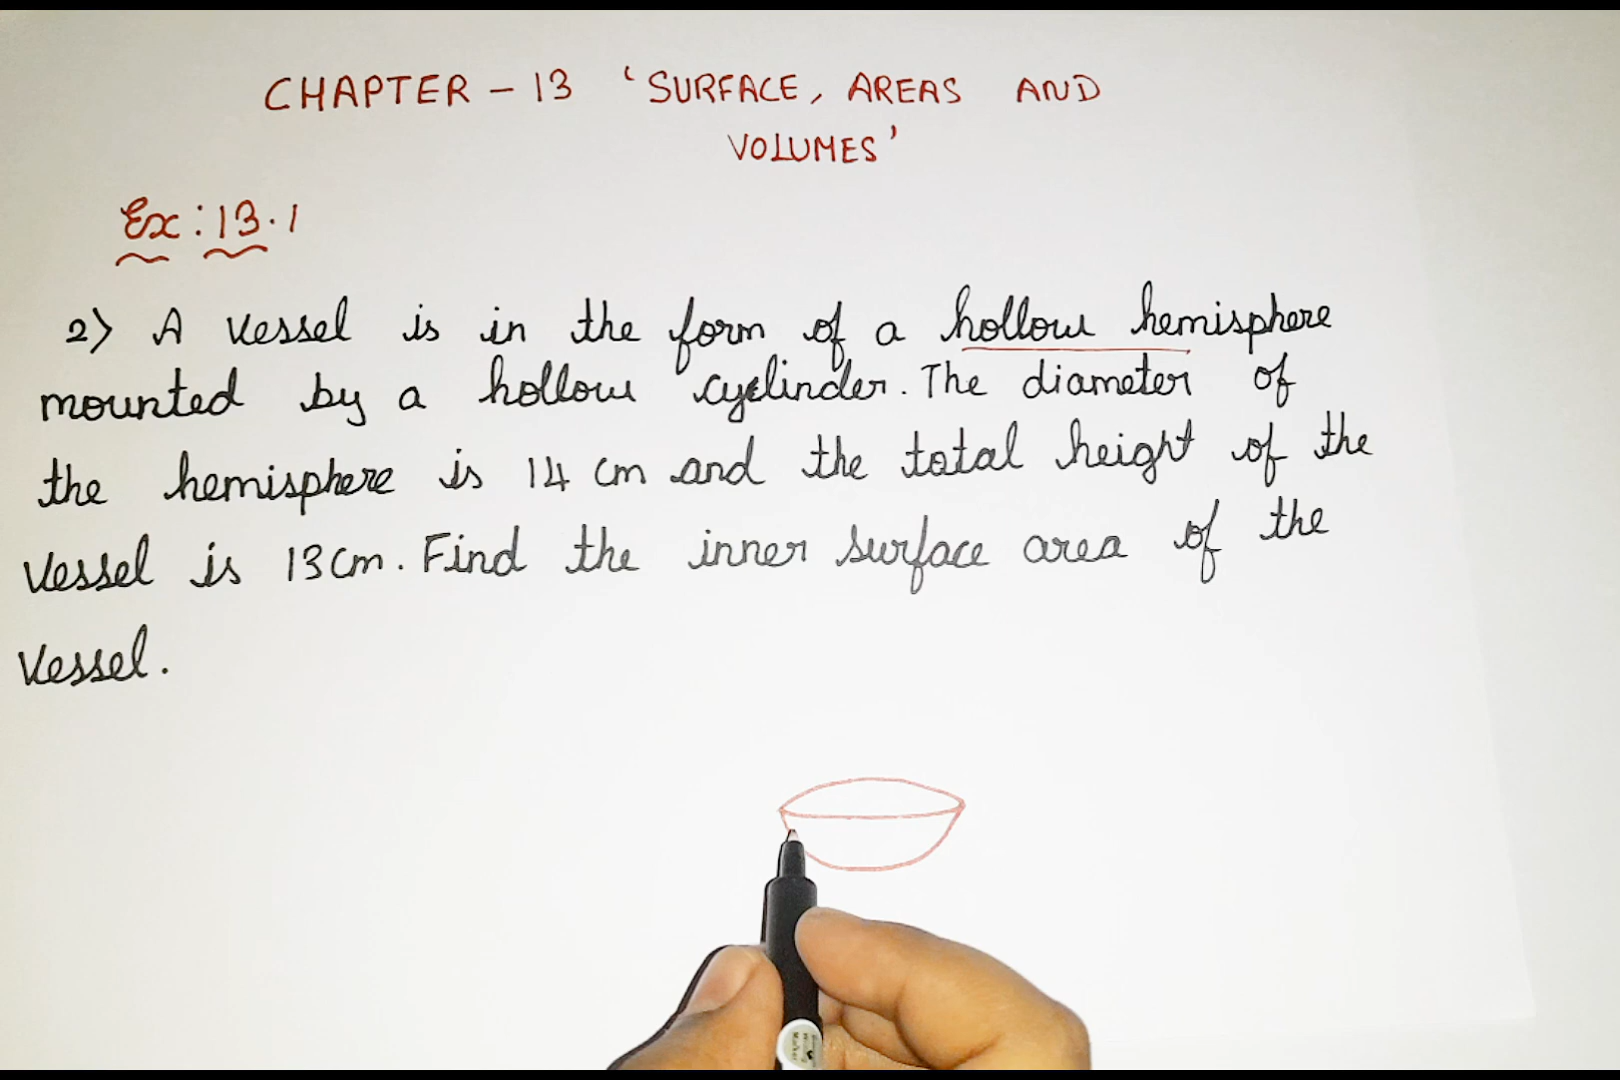 CHAPTER - 13 'SURFACE, AREAS AND
VOLUMES'
Ex: 13.1
2) A vessel is in the form of a hollow hemisphere
mounted by a hollow cyclinder. The diameter of
the hemisphere is 14 cm and the total height of the
vessel is 13cm. Find the inner surface area of the
vessel.